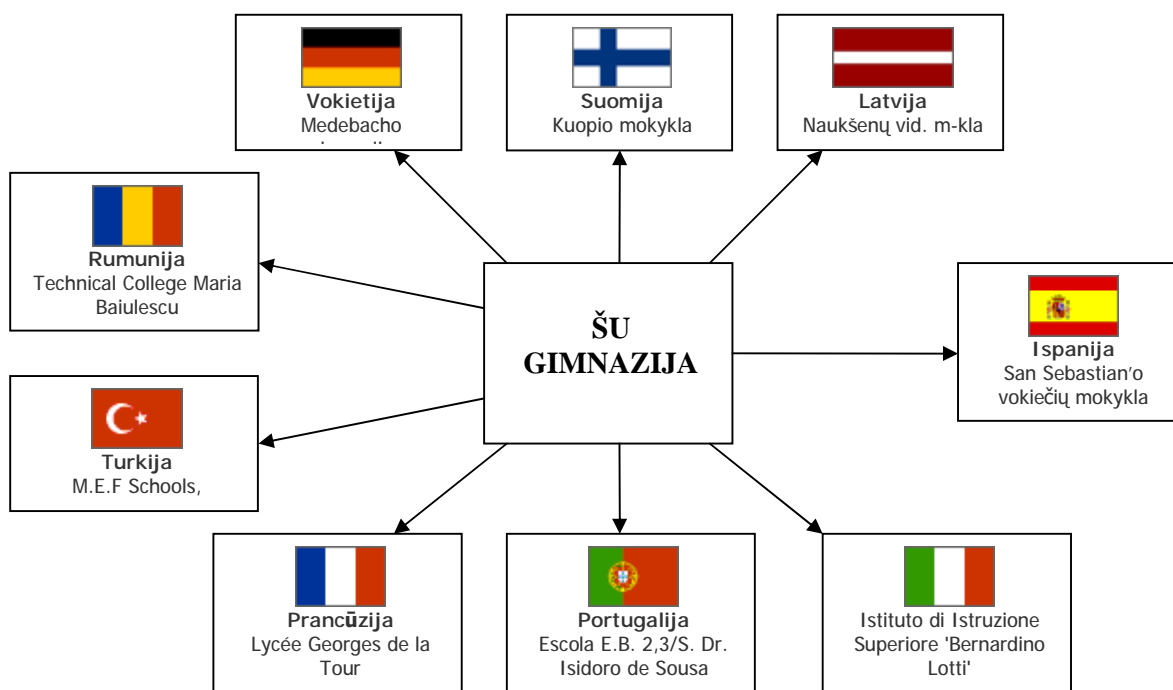 Vokietija
Medebacho
Suomija
Kuopio mokykla
Latvija
Naukšenų vid. m-kla
Rumunija
Technical College Maria
Baiulescu
ŠU
GIMNAZIJA
Ispanija
San Sebastian’o
vokiečių mokykla
Turkija
M.E.F Schools,
Prancūzija
Lycée Georges de la
Tour
Portugalija
Escola E.B. 2,3/S. Dr.
Isidoro de Sousa
Istituto di Istruzione
Superiore 'Bernardino
Lotti'